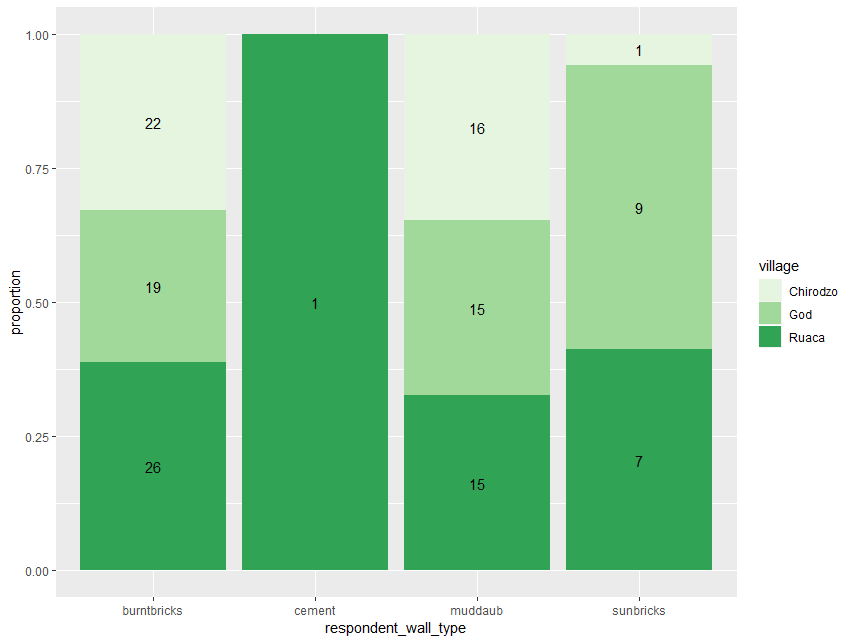 1.00
0.75
0.50
0.25
0.00
proportion
22
19
26
1
16
15
15
1
9
7
burntbricks
cement
muddaub
sunbricks
respondent_wall_type
village
Chirodzo
God
Ruaca